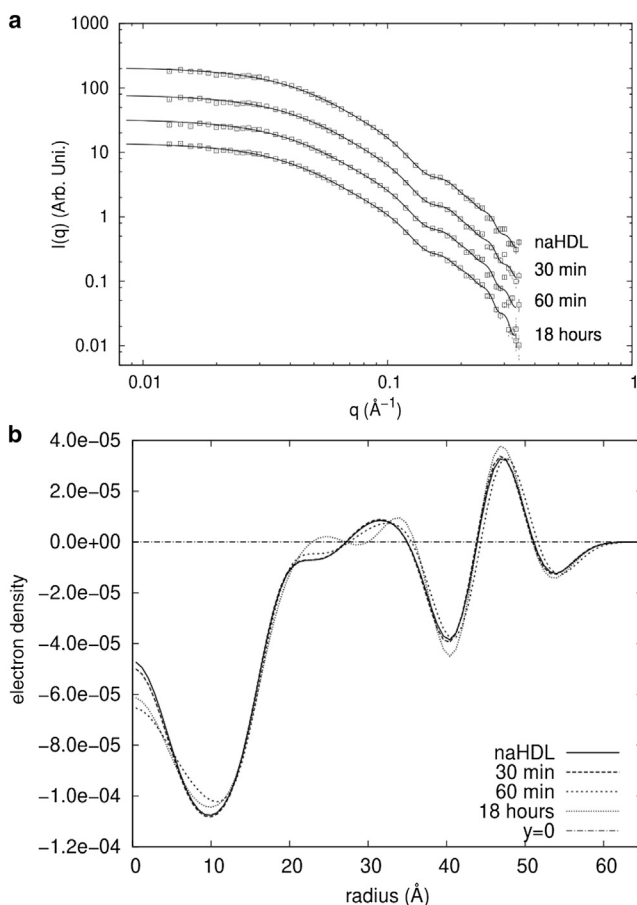 a
1000
100
10
1
0.1
0.01
I(q) (Arb. Uni.)
naHDL
30 min
60 min
18 hours
0.01
0.1
1
q (Å⁻¹)
b
4.0e-05
2.0e-05
0.0e+00
-2.0e-05
-4.0e-05
-6.0e-05
-8.0e-05
-1.0e-04
-1.2e-04
electron density
naHDL
30 min
60 min
18 hours
y=0
0
10
20
30
40
50
60
radius (Å)